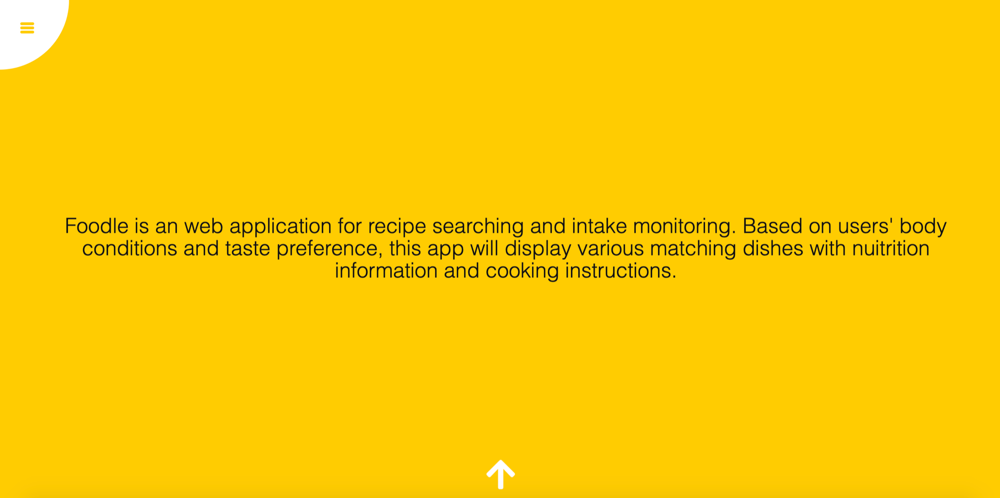 Foodle is an web application for recipe searching and intake monitoring. Based on users' body
conditions and taste preference, this app will display various matching dishes with nuitrition
information and cooking instructions.